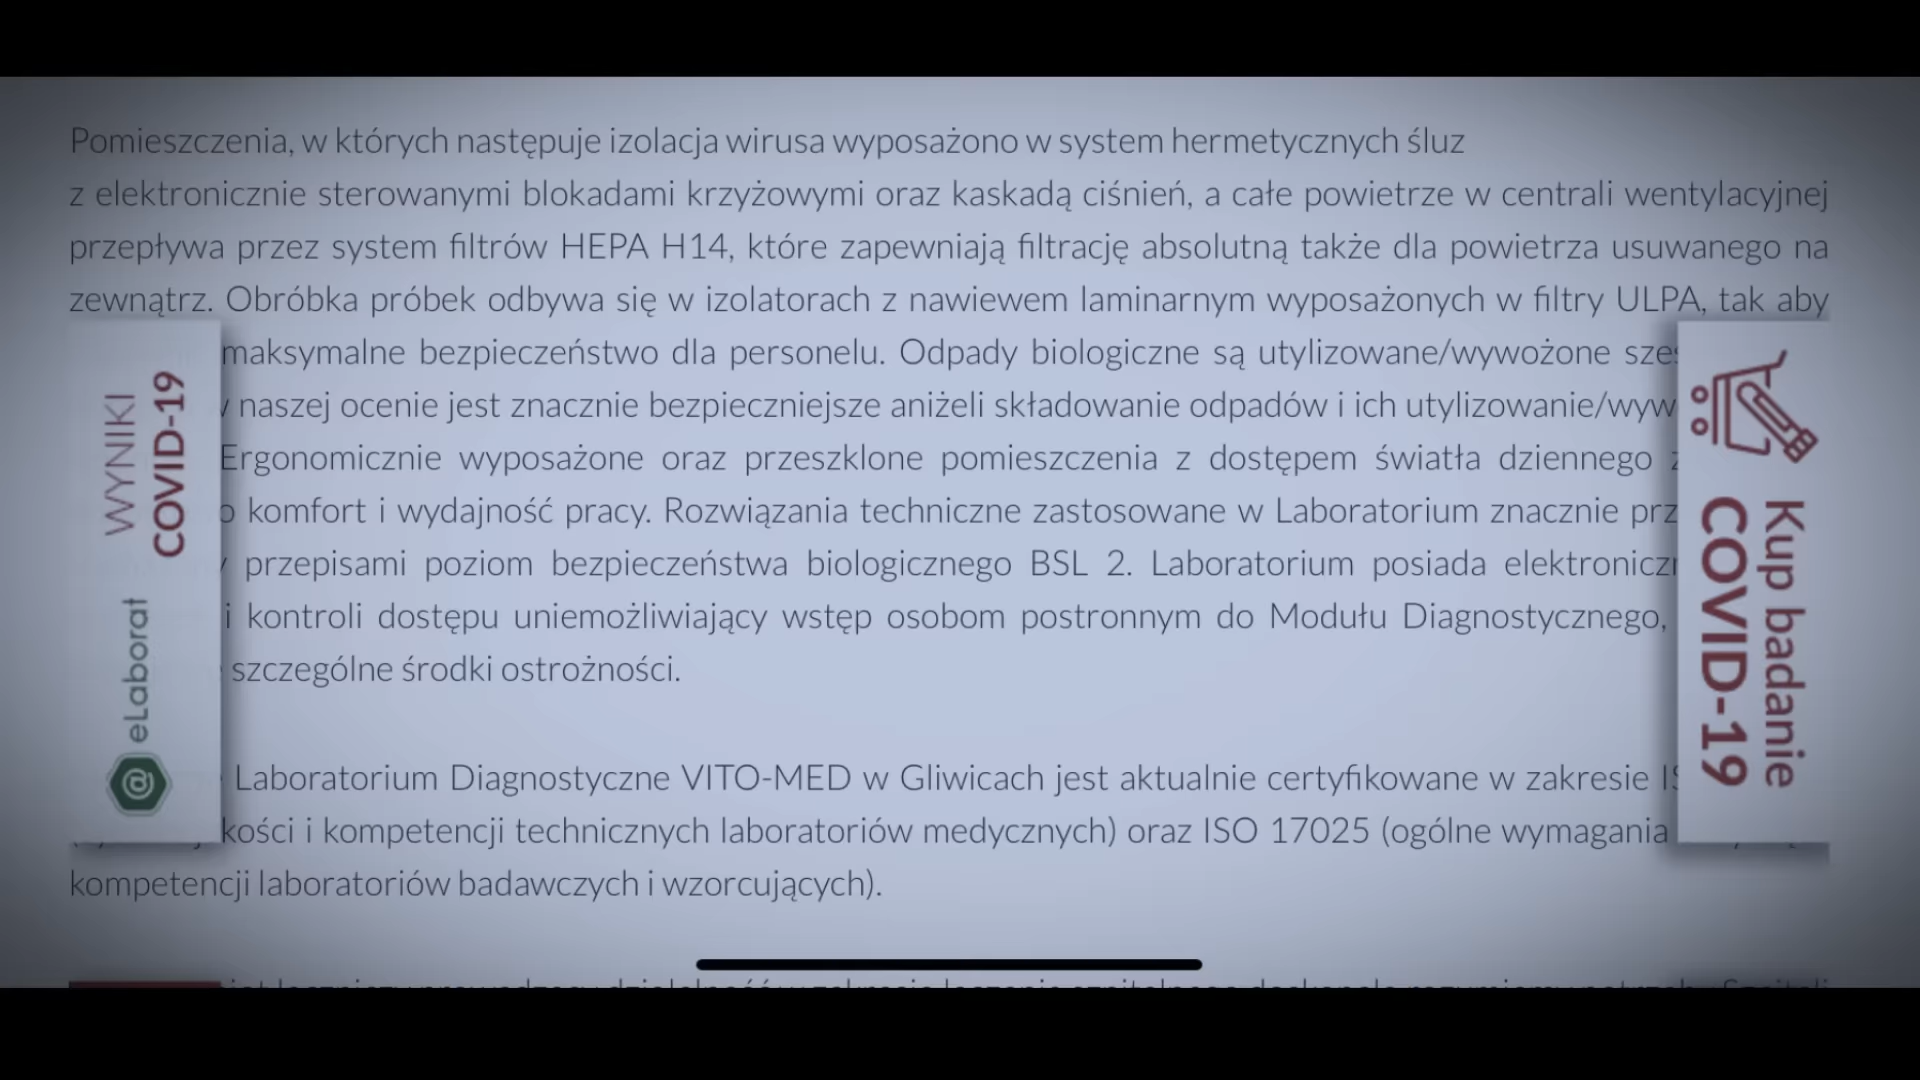 Pomieszczenia, w których następuje izolacja wirusa wyposażono w system hermetycznych śluz
z elektronicznie sterowanymi blokadami krzyżowymi oraz kaskadą ciśnień, a całe powietrze w centrali wentylacyjnej
przepływa przez system filtrów HEPA H14, które zapewniają filtrację absolutną także dla powietrza usuwanego na
zewnątrz. Obróbka próbek odbywa się w izolatorach z nawiewem laminarnym wyposażonych w filtry ULPA, tak aby
maksymalne bezpieczeństwo dla personelu. Odpady biologiczne są utylizowane/wywożone
naszej ocenie jest znacznie bezpieczniejsze aniżeli składowanie odpadów i ich
Ergonomicznie wyposażone oraz przeszklone pomieszczenia z dostępem światła dziennego
komfort i wydajność pracy. Rozwiązania techniczne zastosowane w Laboratorium znacznie
przepisami poziom bezpieczeństwa biologicznego BSL 2. Laboratorium posiada
i kontroli dostępu uniemożliwiający wstęp osobom postronnym do Modułu Diagnostycznego,
szczególne środki ostrożności.
Laboratorium Diagnostyczne VITO-MED w Gliwicach jest aktualnie certyfikowane w zakresie
i kompetencji technicznych laboratoriów medycznych) oraz ISO 17025 (ogólne wymagania
kompetencji laboratoriów badawczych i wzorcujących).
WYNIKI
COVID-19
@ eLaborat
Kup badanie
COVID-19